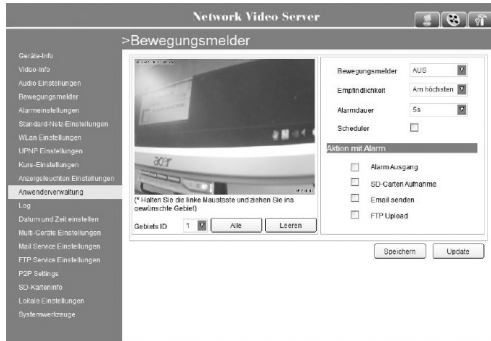 Network Video Server
>Bewegungsmelder
Geräte-Info
Video-Info
Audio Einstellungen
Bewegungsmelder
Alarmeinstellungen
Standard-Netz Einstellungen
WLan Einstellungen
UPNP Einstellungen
Kurs-Einstellungen
Anzeigeleuchten Einstellungen
Anwenderverwaltung
Log
Datum und Zeit einstellen
Multi-Geräte Einstellungen
Mail Service Einstellungen
FTP Service Einstellungen
P2P Settings
SD-Karteninfo
Lokale Einstellungen
Systemwerkzeuge
acer
(* Halten Sie die linke Maustaste und ziehen Sie ins
gewünschte Gebiet)
Gebiets ID 1 Alle Leeren
Bewegungsmelder AUS
Empfindlichkeit Am höchsten
Alarmdauer 5s
Scheduler
Aktion mit Alarm
Alarm Ausgang
SD-Carten Aufnahme
Email senden
FTP Upload
Speichern Update